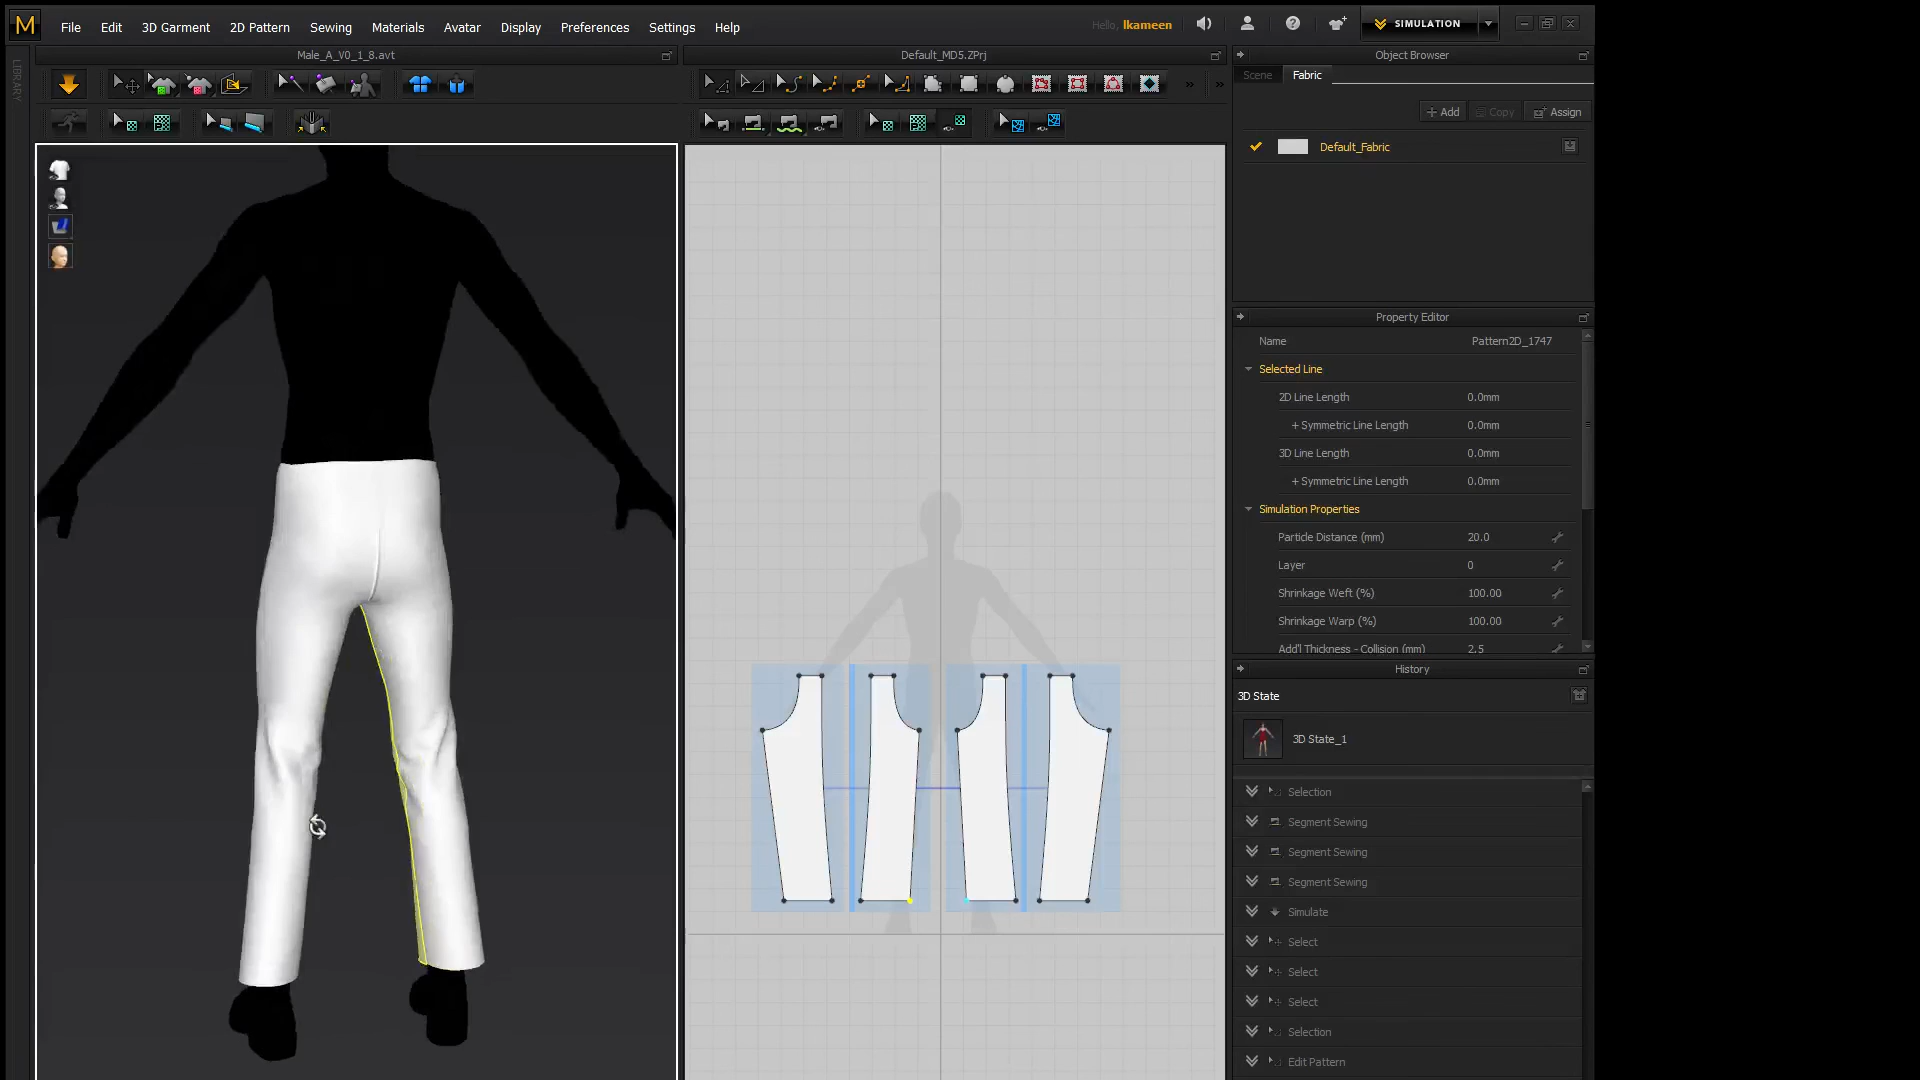 M File Edit 3D Garment 2D Pattern Sewing Materials Avatar Display Preferences Settings Help
Hello, lkameen
SIMULATION
LIBRARY
Male_A_V0_1_8.avt
Default_MD5.ZPrj
Object Browser
Scene Fabric
+ Add Copy Assign
Default_Fabric
Property Editor
Name Pattern2D_1747
Selected Line
2D Line Length 0.0mm
+ Symmetric Line Length 0.0mm
3D Line Length 0.0mm
+ Symmetric Line Length 0.0mm
Simulation Properties
Particle Distance (mm) 20.0
Layer 0
Shrinkage Weft (%) 100.00
Shrinkage Warp (%) 100.00
Add'l Thickness - Collision (mm) 2.5
History
3D State
3D State_1
Selection
Segment Sewing
Segment Sewing
Segment Sewing
Simulate
Select
Select
Select
Selection
Edit Pattern